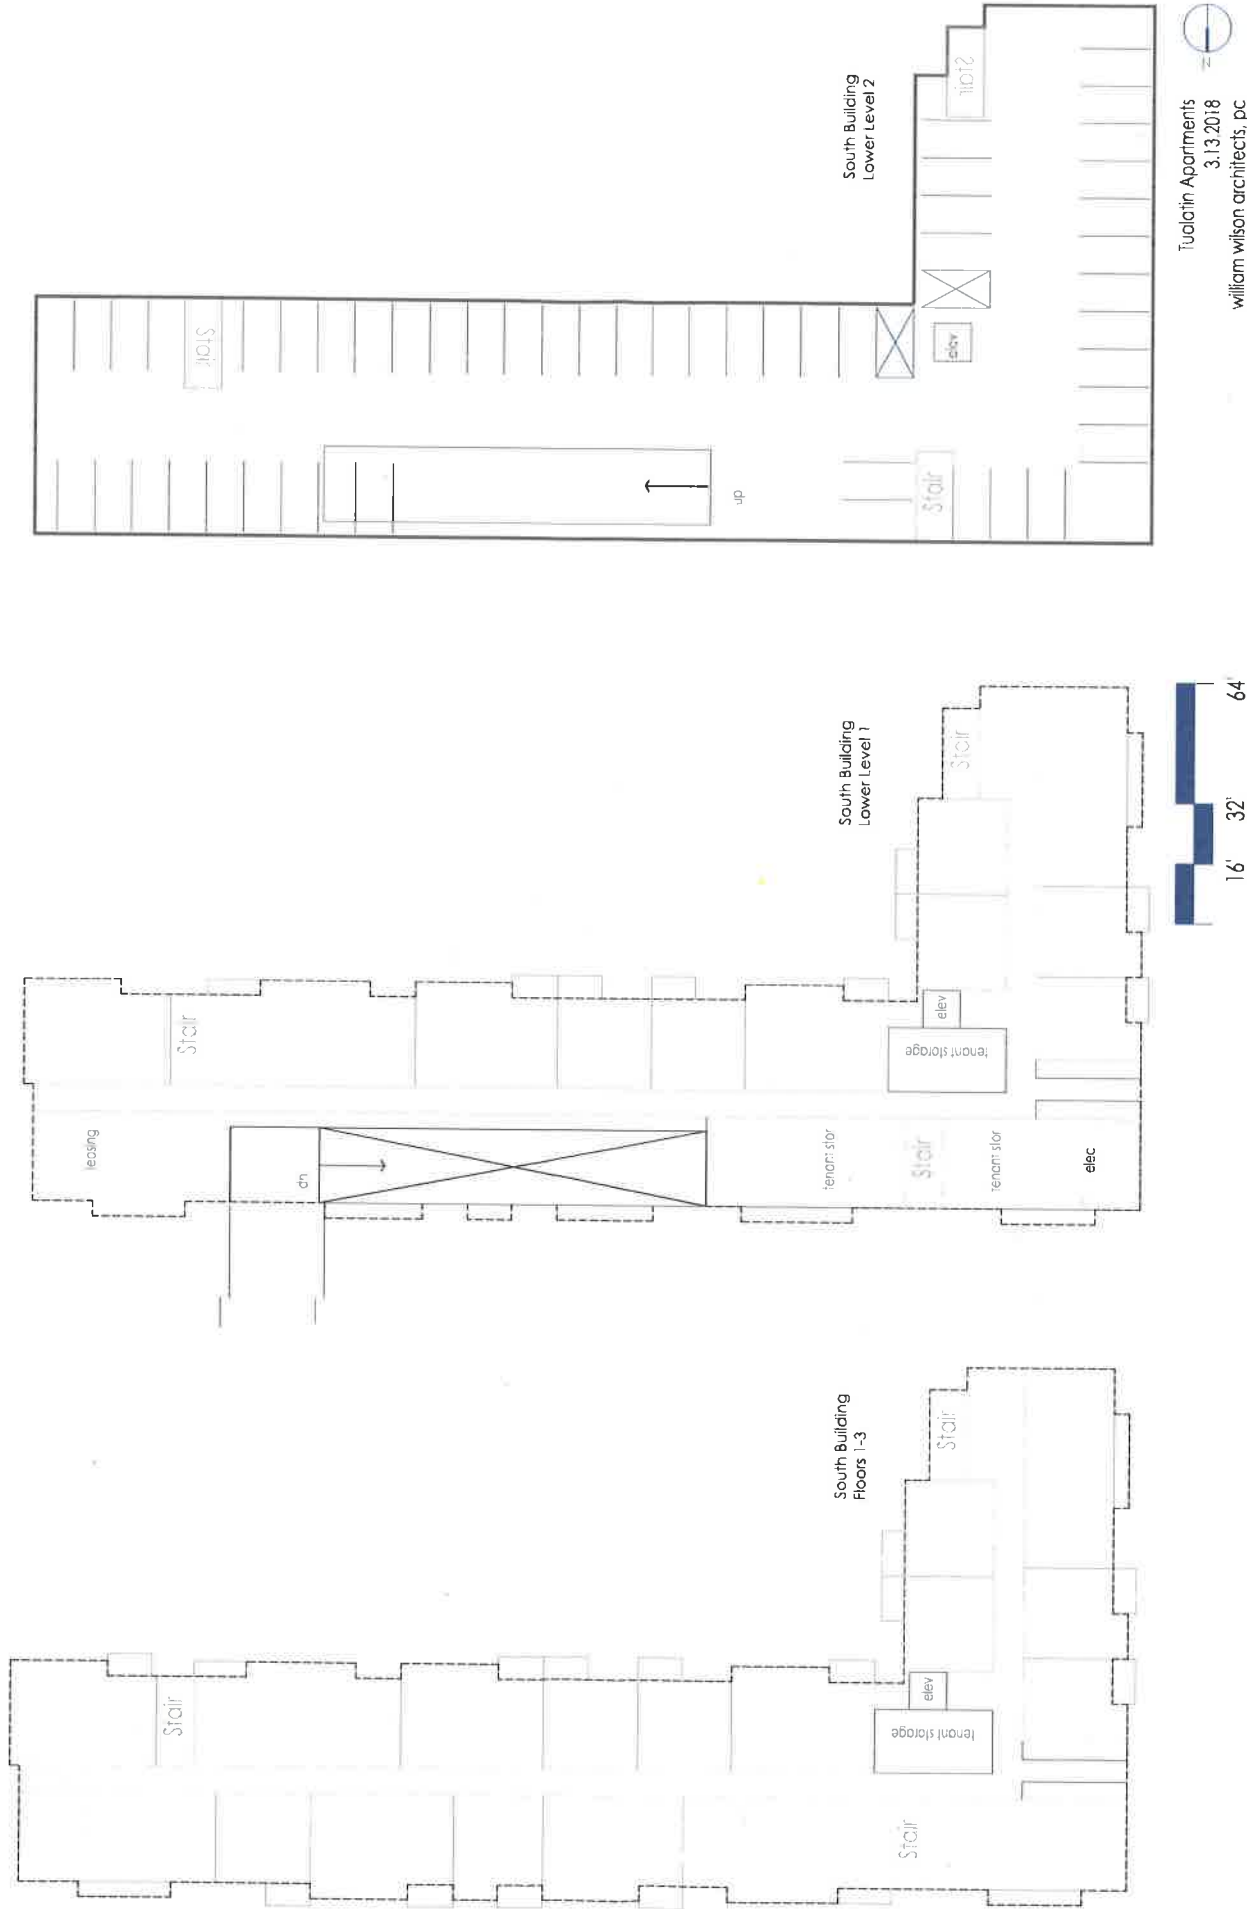 Stair
Stair
elev
up
Stair
South Building
Lower Level 2
N
Tualatin Apartments
3.13.2018
william wilson architects, pc
leasing
Stair
dn
tenant stor
Stair
tenant stor
elec
tenant storage
elev
Stair
South Building
Lower Level 1
16' 32' 64'
Stair
Stair
tenant storage
elev
Stair
South Building
Floors 1-3